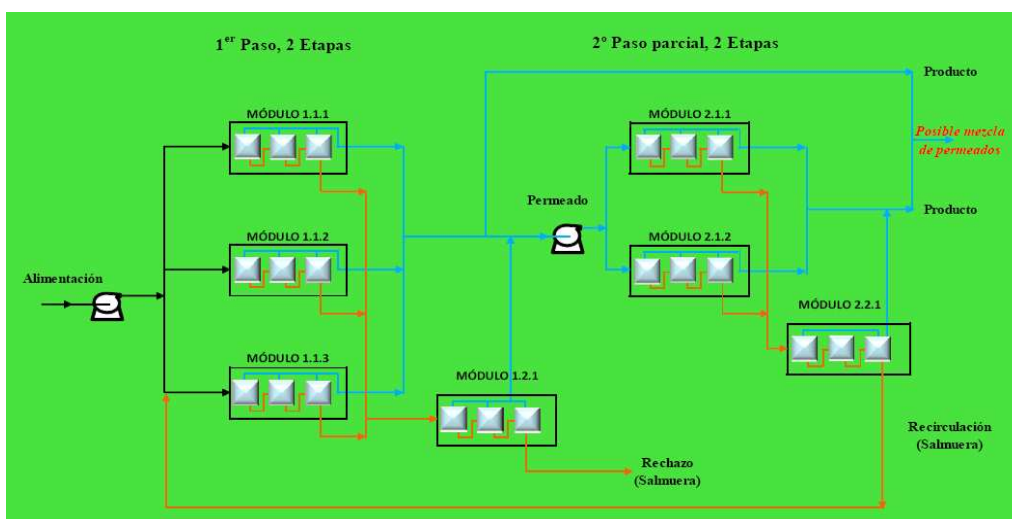 1er Paso, 2 Etapas
2º Paso parcial, 2 Etapas
Producto
MÓDULO 1.1.1
MÓDULO 2.1.1
Posible mezcla
de permeados
Permeado
Producto
MÓDULO 1.1.2
MÓDULO 2.1.2
Alimentación
MÓDULO 2.2.1
MÓDULO 1.1.3
MÓDULO 1.2.1
Recirculación
(Salmuera)
Rechazo
(Salmuera)